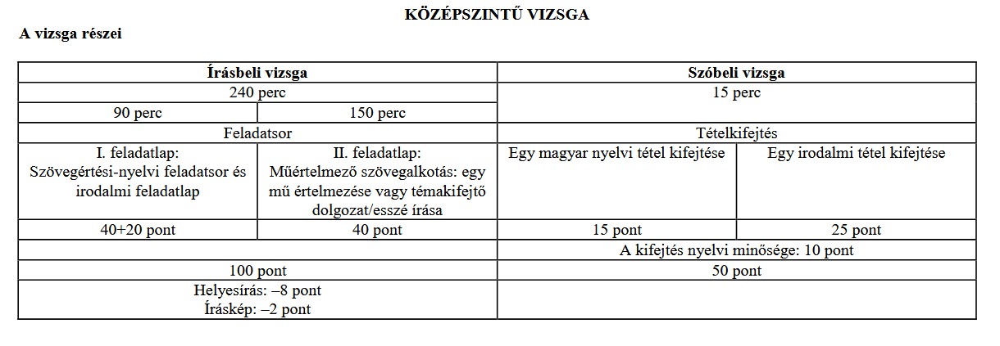 KÖZÉPSZINTŰ VIZSGA
A vizsga részei
Írásbeli vizsga
Szóbeli vizsga
240 perc
15 perc
90 perc
150 perc
Feladatsor
Tételkifejtés
I. feladatlap:
Szövegértési-nyelvi feladatsor és
irodalmi feladatlap
II. feladatlap:
Műértelmező szövegalkotás: egy
mű értelmezése vagy témakifejtő
dolgozat/esszé írása
Egy magyar nyelvi tétel kifejtése
Egy irodalmi tétel kifejtése
40+20 pont
40 pont
15 pont
25 pont
A kifejtés nyelvi minősége: 10 pont
100 pont
50 pont
Helyesírás: –8 pont
Íráskép: –2 pont